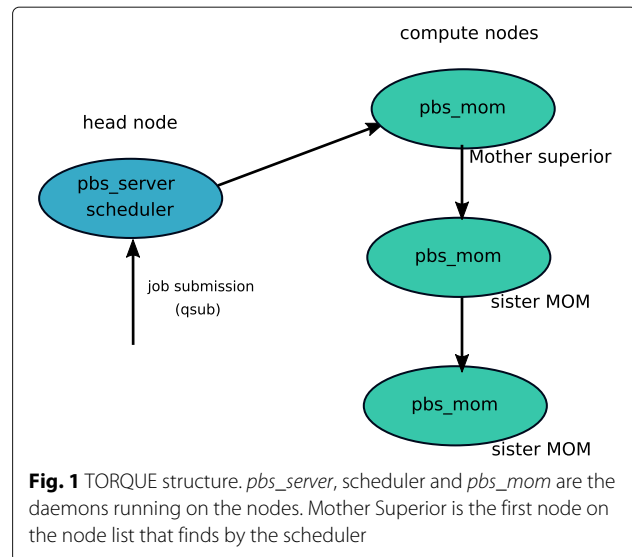 compute nodes
pbs_mom
head node
Mother superior
pbs_server
scheduler
pbs_mom
job submission
(qsub)
sister MOM
pbs_mom
sister MOM
Fig. 1 TORQUE structure. pbs_server, scheduler and pbs_mom are the
daemons running on the nodes. Mother Superior is the first node on
the node list that finds by the scheduler